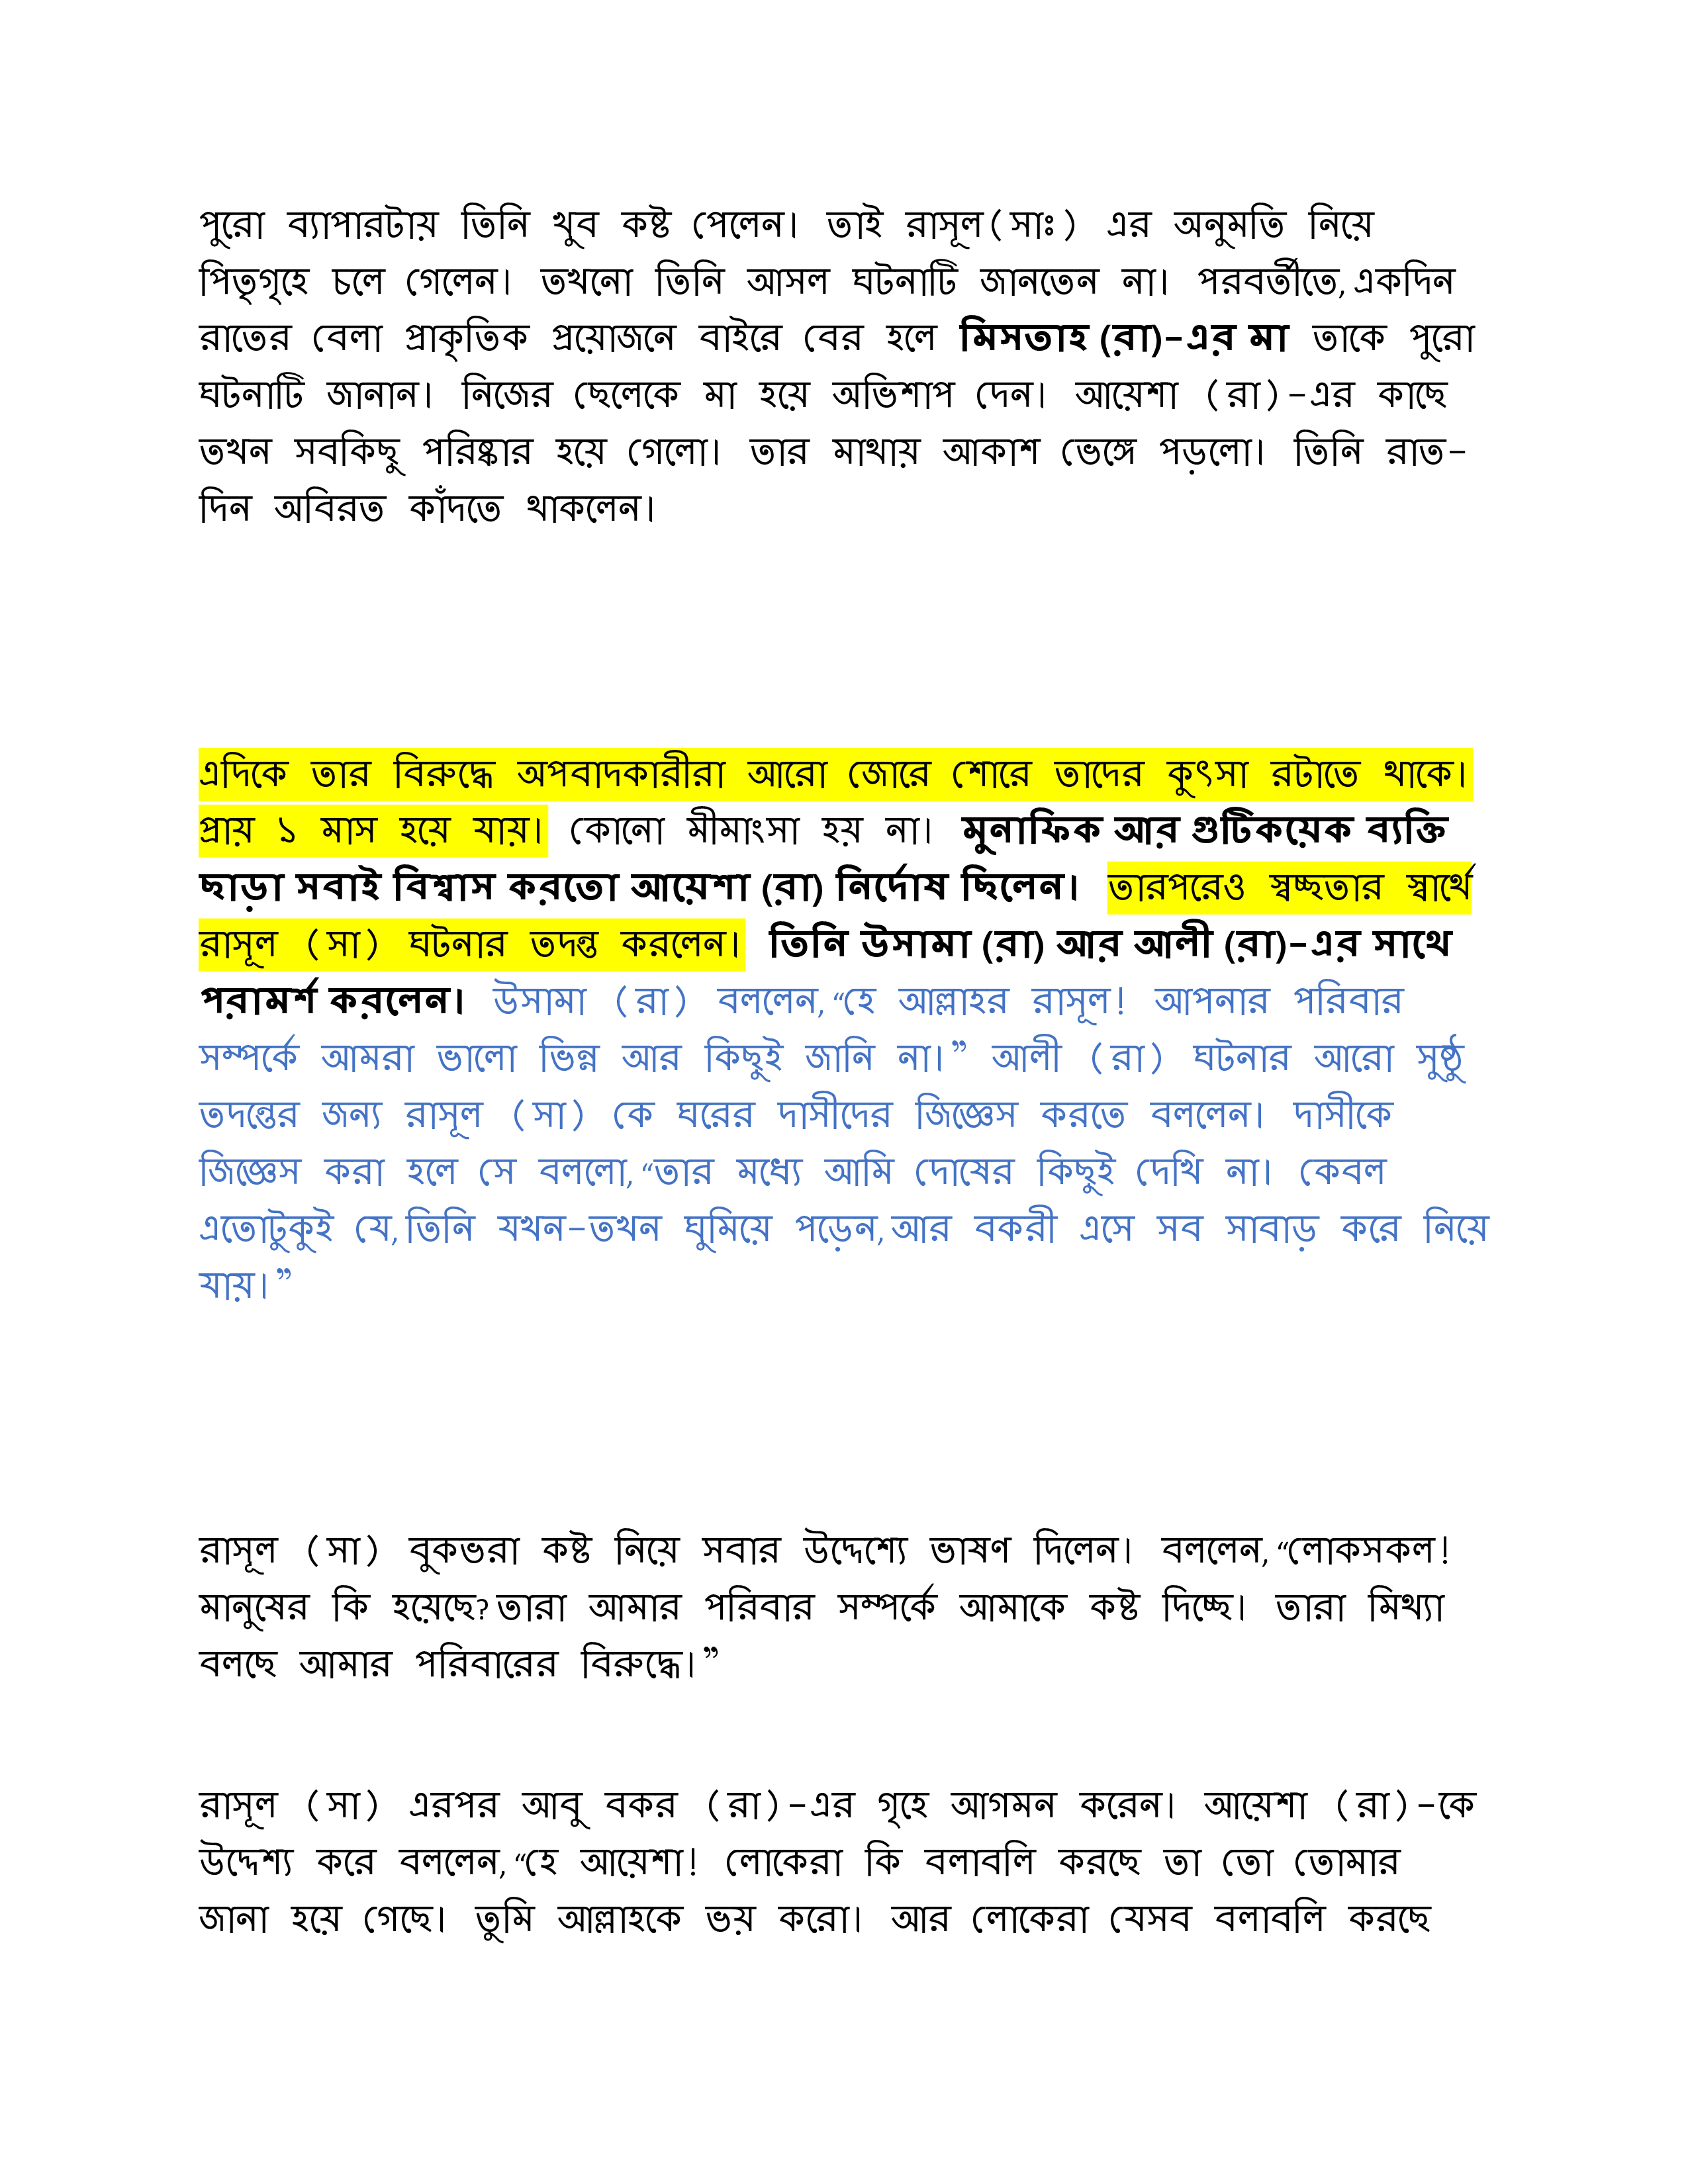 পুরো ব্যাপারটায় তিনি খুব কষ্ট পেলেন। তাই রাসূল(সাঃ) এর অনুমতি নিয়ে
পিতৃগৃহে চলে গেলেন। তখনো তিনি আসল ঘটনাটি জানতেন না। পরবর্তীতে,একদিন
রাতের বেলা প্রাকৃতিক প্রয়োজনে বাইরে বের হলে মিসতাহ (রা)-এর মা তাকে পুরো
ঘটনাটি জানান। নিজের ছেলেকে মা হয়ে অভিশাপ দেন। আয়েশা (রা)-এর কাছে
তখন সবকিছু পরিষ্কার হয়ে গেলো। তার মাথায় আকাশ ভেঙ্গে পড়লো। তিনি রাত-
দিন অবিরত কাঁদতে থাকলেন।
এদিকে তার বিরুদ্ধে অপবাদকারীরা আরো জোরে শোরে তাদের কুৎসা রটাতে থাকে।
প্রায় ১ মাস হয়ে যায়। কোনো মীমাংসা হয় না। মুনাফিক আর গুটিকয়েক ব্যক্তি
ছাড়া সবাই বিশ্বাস করতো আয়েশা (রা) নির্দোষ ছিলেন। তারপরেও স্বচ্ছতার স্বার্থে
রাসূল (সা) ঘটনার তদন্ত করলেন। তিনি উসামা (রা) আর আলী (রা)-এর সাথে
পরামর্শ করলেন। উসামা (রা) বললেন,“হে আল্লাহর রাসূল! আপনার পরিবার
সম্পর্কে আমরা ভালো ভিন্ন আর কিছুই জানি না।” আলী (রা) ঘটনার আরো সুষ্ঠু
তদন্তের জন্য রাসূল (সা) কে ঘরের দাসীদের জিজ্ঞেস করতে বললেন। দাসীকে
জিজ্ঞেস করা হলে সে বললো,“তার মধ্যে আমি দোষের কিছুই দেখি না। কেবল
এতোটুকুই যে,তিনি যখন-তখন ঘুমিয়ে পড়েন,আর বকরী এসে সব সাবাড় করে নিয়ে
যায়।”
রাসূল (সা) বুকভরা কষ্ট নিয়ে সবার উদ্দেশ্যে ভাষণ দিলেন। বললেন,“লোকসকল!
মানুষের কি হয়েছে?তারা আমার পরিবার সম্পর্কে আমাকে কষ্ট দিচ্ছে। তারা মিথ্যা
বলছে আমার পরিবারের বিরুদ্ধে।”
রাসূল (সা) এরপর আবু বকর (রা)-এর গৃহে আগমন করেন। আয়েশা (রা)-কে
উদ্দেশ্য করে বললেন,“হে আয়েশা! লোকেরা কি বলাবলি করছে তা তো তোমার
জানা হয়ে গেছে। তুমি আল্লাহকে ভয় করো। আর লোকেরা যেসব বলাবলি করছে